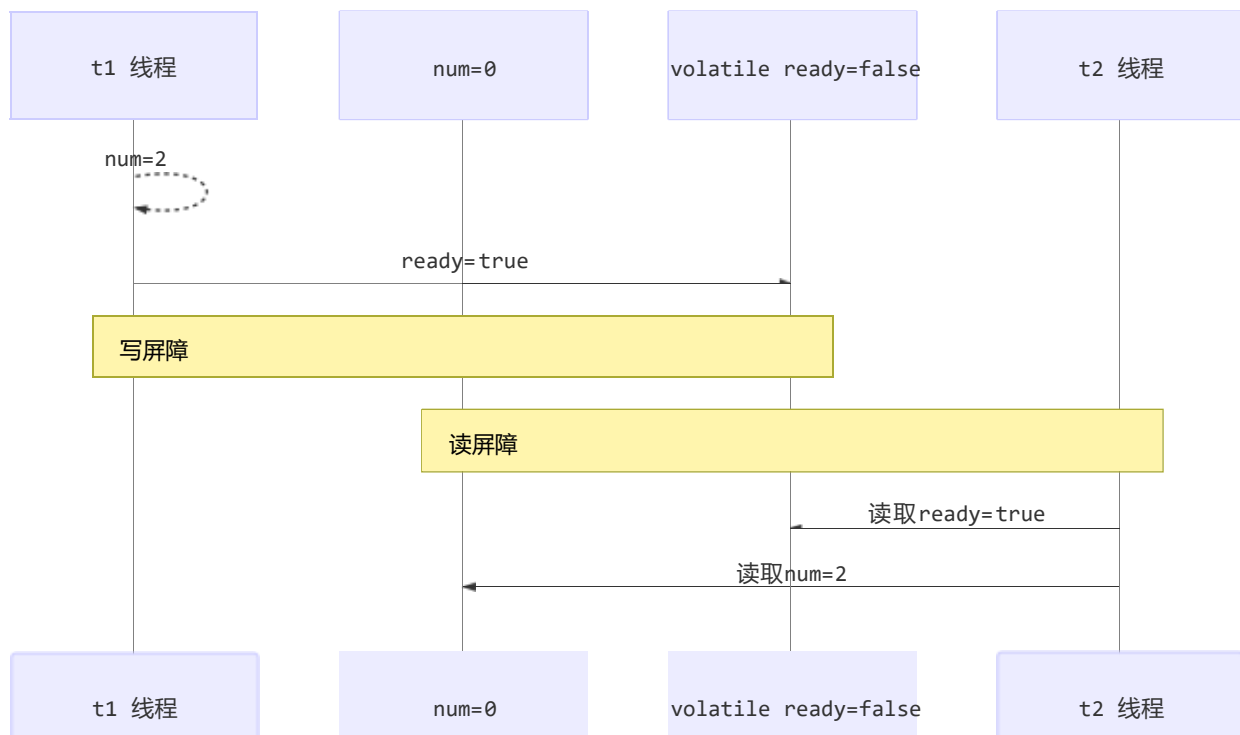 t1 线程
num=0
volatile ready=false
t2 线程
num=2
ready=true
写屏障
读屏障
读取ready=true
读取num=2
t1 线程
num=0
volatile ready=false
t2 线程